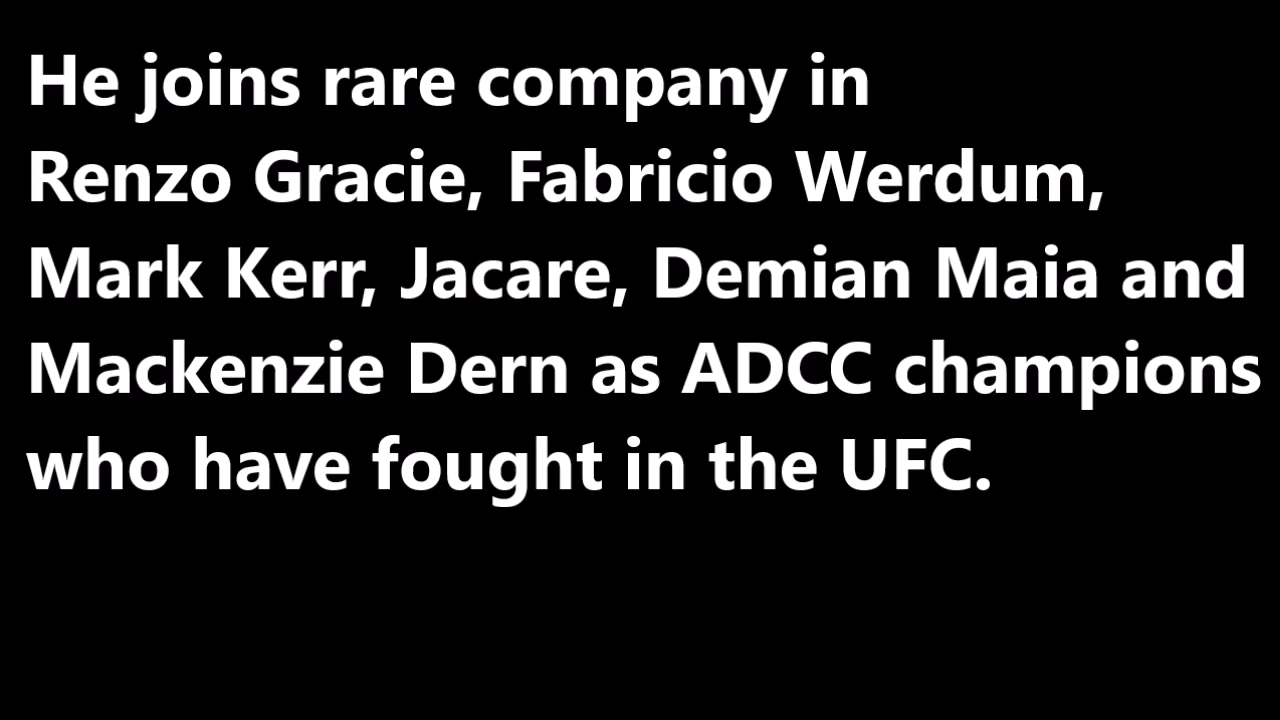 He joins rare company in
Renzo Gracie, Fabricio Werdum,
Mark Kerr, Jacare, Demian Maia and
Mackenzie Dern as ADCC champions
who have fought in the UFC.